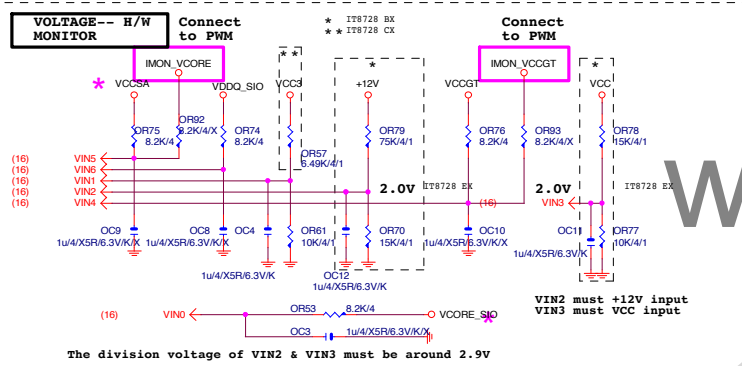 VOLTAGE-- H/W
MONITOR
Connect
to PWM
* IT8728 BX
** IT8728 CX
Connect
to PWM
IMON_VCORE
IMON_VCCGT
* VCCSA
VDDQ_SIO
**
VCC3
*
+12V
VCCGT
*
VCC
OR75
8.2K/4
OR92
8.2K/4/X
OR74
8.2K/4
OR57
6.49K/4/1
OR79
75K/4/1
OR76
8.2K/4
OR93
8.2K/4/X
OR78
15K/4/1
(16) VIN5
(16) VIN6
(16) VIN1
(16) VIN2
(16) VIN4
2.0V
IT8728 EX
(16) VIN3
2.0V
IT8728 EX
W
OC9
1u/4/X5R/6.3V/K/X
OC8
1u/4/X5R/6.3V/K
OC4
1u/4/X5R/6.3V/K
OR61
10K/4/1
OC12
1u/4/X5R/6.3V/K
OR70
15K/4/1
OC10
1u/4/X5R/6.3V/K/X
OC11
1u/4/X5R/6.3V/K
OR77
10K/4/1
VIN2 must +12V input
VIN3 must VCC input
(16) VIN0
OR53 8.2K/4
VCORE_SIO *
OC3 1u/4/X5R/6.3V/K/X
The division voltage of VIN2 & VIN3 must be around 2.9V